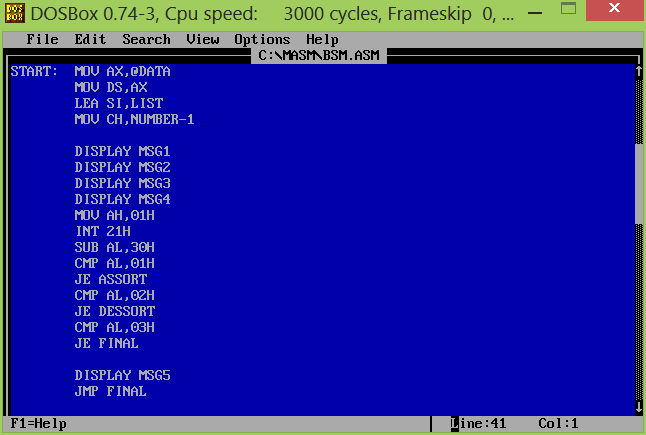 DOSBox 0.74-3, Cpu speed: 3000 cycles, Frameskip 0, ...
File Edit Search View Options Help
C:\MASM\BSM.ASM
START: MOV AX,@DATA
MOV DS,AX
LEA SI,LIST
MOV CH,NUMBER-1
DISPLAY MSG1
DISPLAY MSG2
DISPLAY MSG3
DISPLAY MSG4
MOV AH,01H
INT 21H
SUB AL,30H
CMP AL,01H
JE ASSORT
CMP AL,02H
JE DESSORT
CMP AL,03H
JE FINAL
DISPLAY MSG5
JMP FINAL
F1=Help Line:41 Col:1